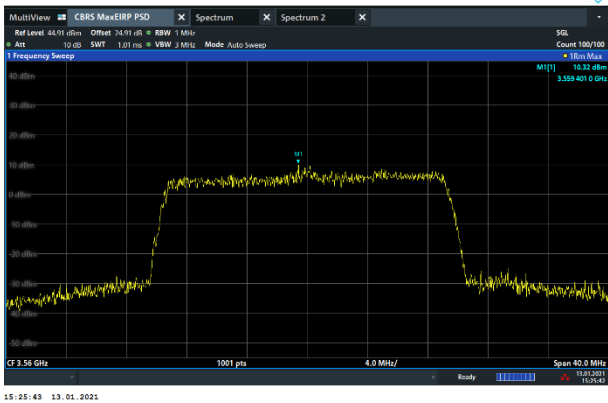 MultiView CBRS MaxEIRP PSD X Spectrum X Spectrum 2 X
Ref Level 44.91 dBm Offset 24.91 dB RBW 1 MHz SGL
Att 10 dB SWT 1.01 ms VBW 3 MHz Mode Auto Sweep Count 100/100
1 Frequency Sweep 1Rm Max
M1[1] 10.32 dBm
3.559 401 0 GHz
40 dBm
30 dBm
20 dBm
M1
10 dBm
0 dBm
-10 dBm
-20 dBm
-30 dBm
-40 dBm
-50 dBm
CF 3.56 GHz 1001 pts 4.0 MHz/ Span 40.0 MHz
Ready 13.01.2021
15:25:42
15:25:43 13.01.2021